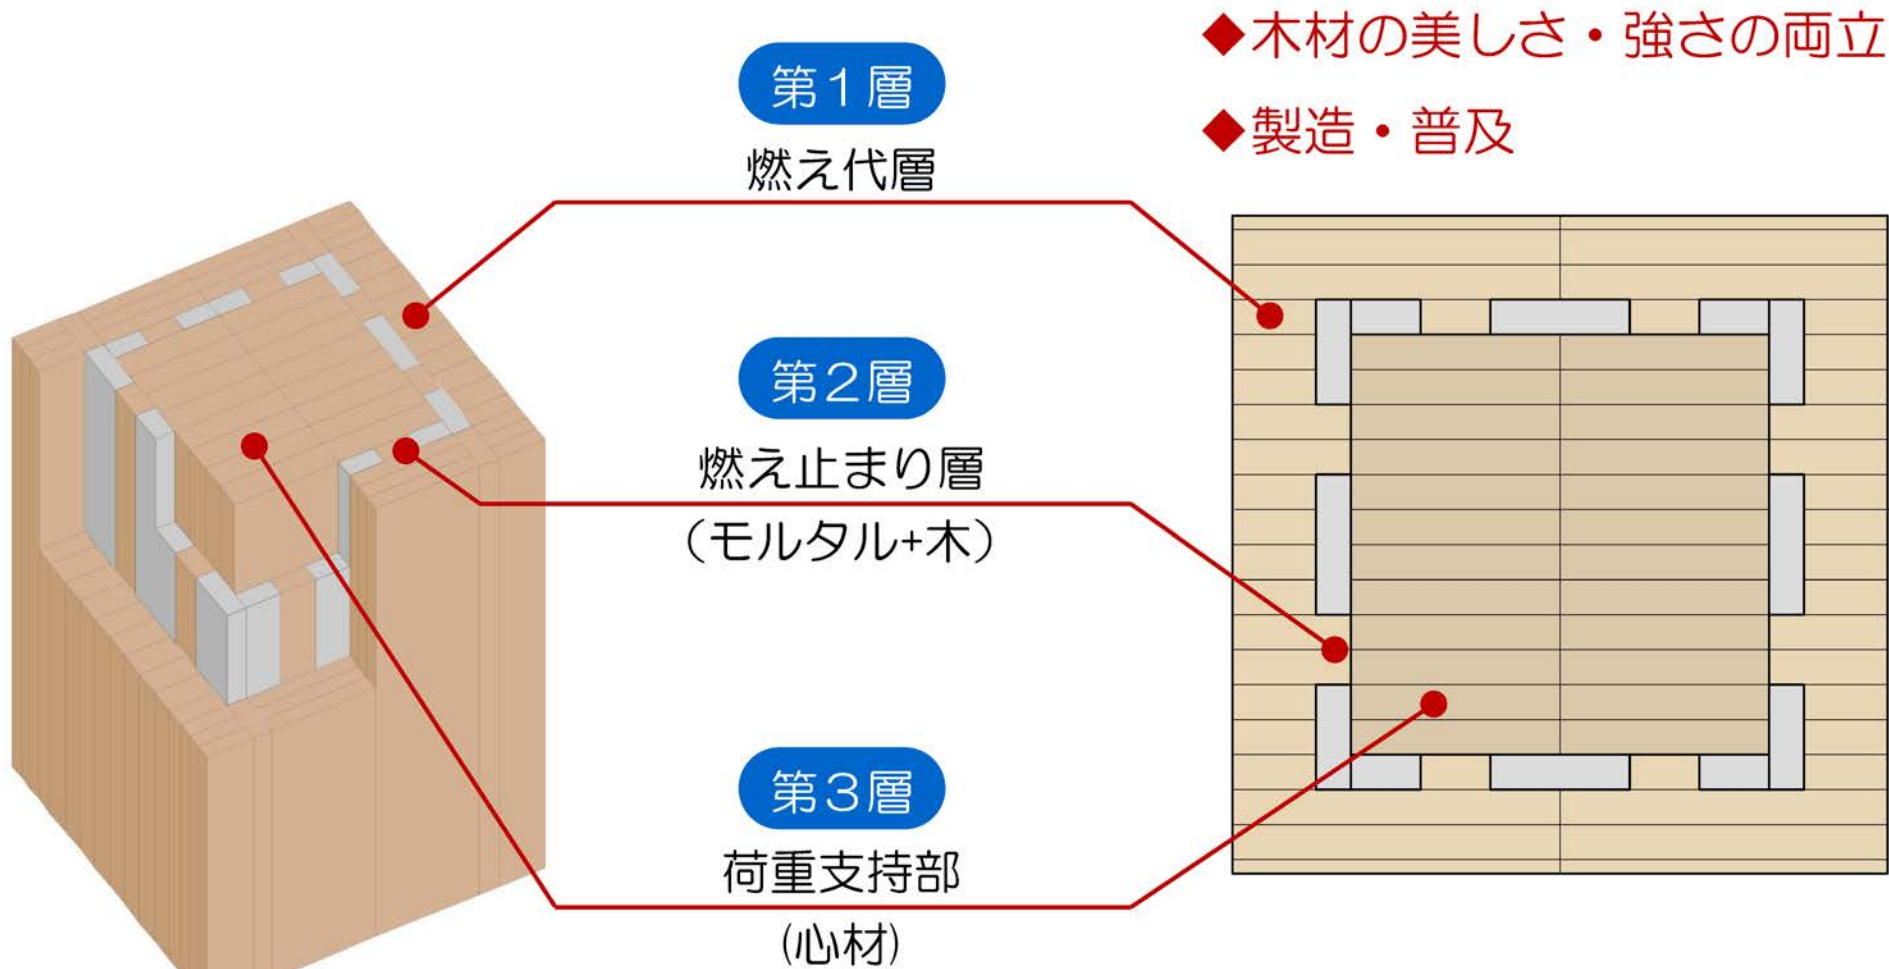 ◆木材の美しさ・強さの両立
◆製造・普及
第1層
燃え代層
第2層
燃え止まり層
（モルタル+木）
第3層
荷重支持部
(心材)